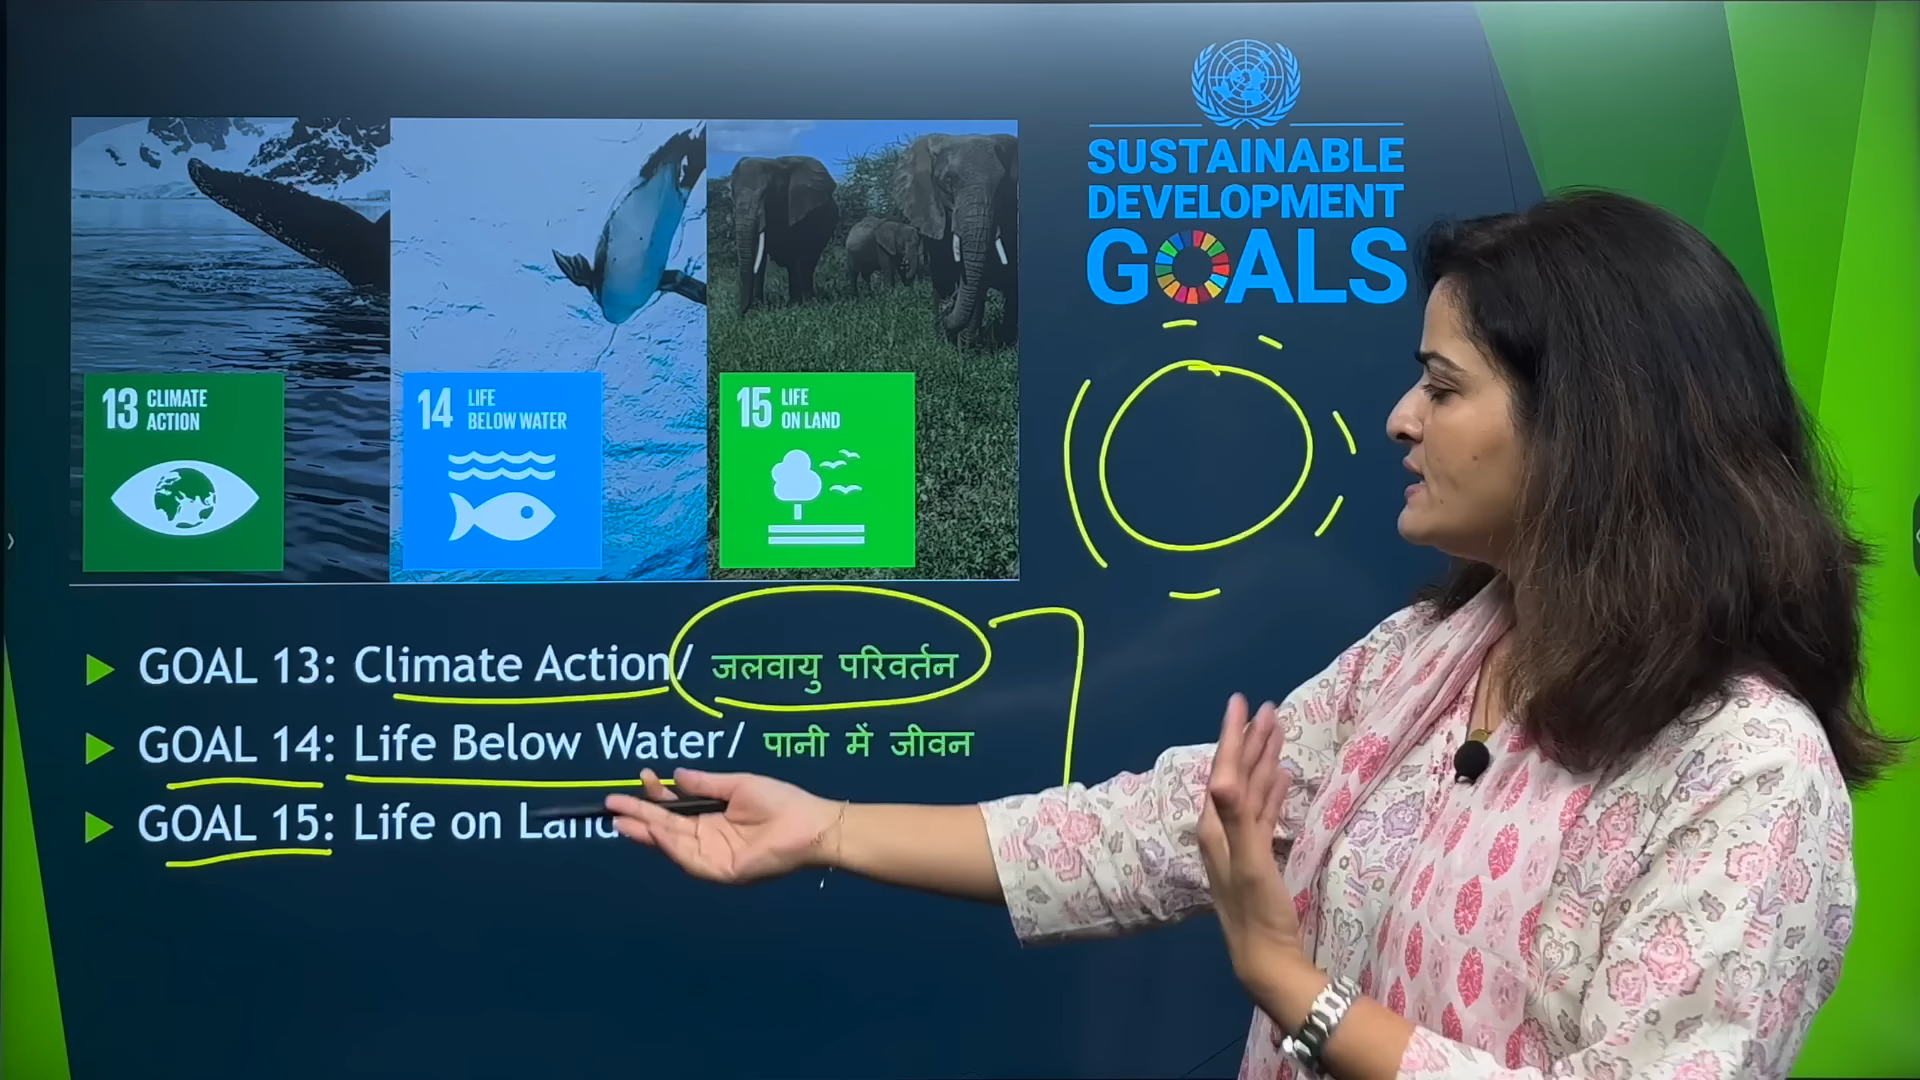 SUSTAINABLE
DEVELOPMENT
GOALS
13 CLIMATE
ACTION
14 LIFE
BELOW WATER
15 LIFE
ON LAND
GOAL 13: Climate Action/ जलवायु परिवर्तन
GOAL 14: Life Below Water/ पानी में जीवन
GOAL 15: Life on Land